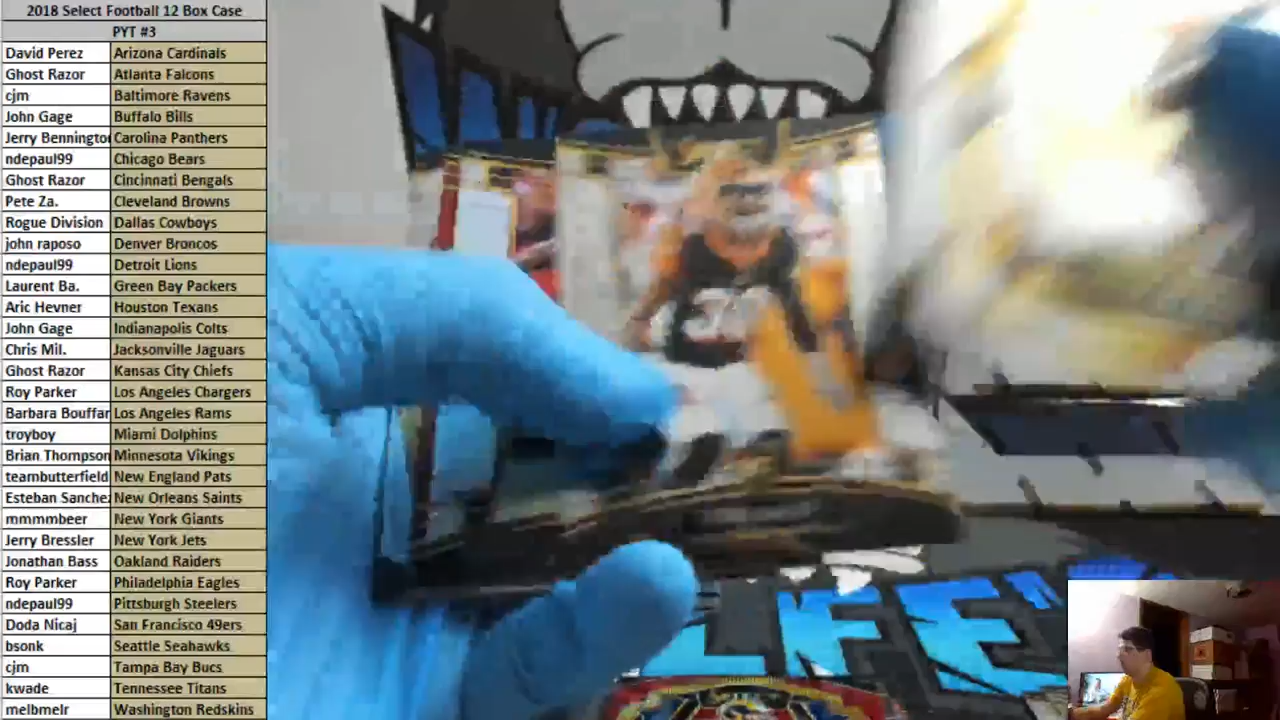 2018 Select Football 12 Box Case
PYT #3
David Perez Arizona Cardinals
Ghost Razor Atlanta Falcons
cjm Baltimore Ravens
John Gage Buffalo Bills
Jerry Benningto Carolina Panthers
ndepaul99 Chicago Bears
Ghost Razor Cincinnati Bengals
Pete Za. Cleveland Browns
Rogue Division Dallas Cowboys
john raposo Denver Broncos
ndepaul99 Detroit Lions
Laurent Ba. Green Bay Packers
Aric Hevner Houston Texans
John Gage Indianapolis Colts
Chris Mil. Jacksonville Jaguars
Ghost Razor Kansas City Chiefs
Roy Parker Los Angeles Chargers
Barbara Bouffar Los Angeles Rams
troyboy Miami Dolphins
Brian Thompson Minnesota Vikings
teambutterfield New England Pats
Esteban Sanchez New Orleans Saints
mmmmbeer New York Giants
Jerry Bressler New York Jets
Jonathan Bass Oakland Raiders
Roy Parker Philadelphia Eagles
ndepaul99 Pittsburgh Steelers
Doda Nicaj San Francisco 49ers
bsonk Seattle Seahawks
cjm Tampa Bay Bucs
kwade Tennessee Titans
melbmelr Washington Redskins